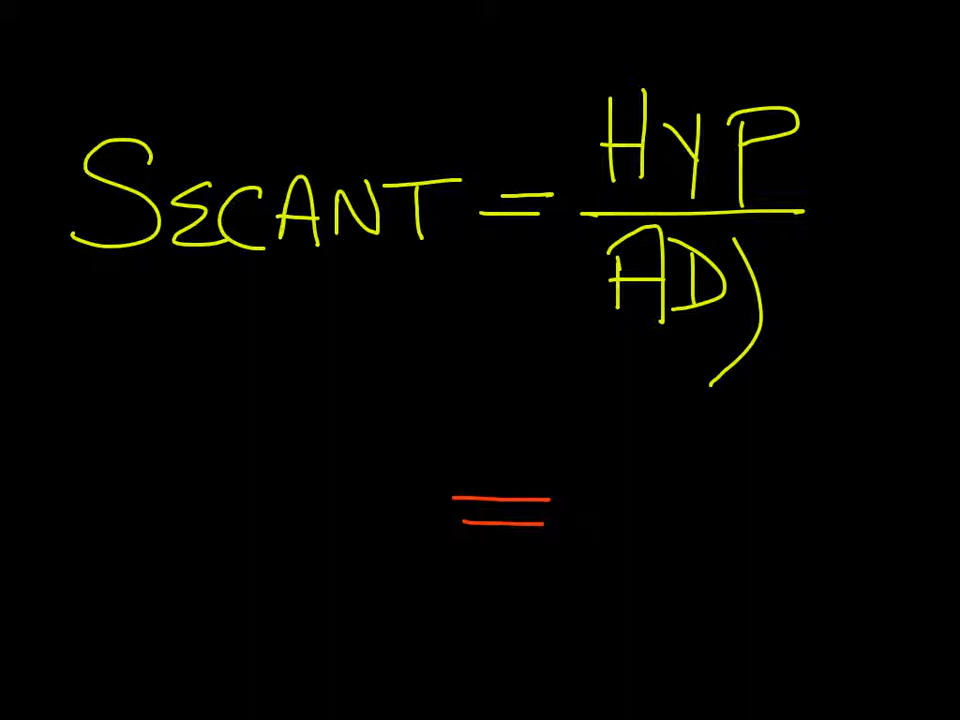 SECANT = HYP
ADJ
=